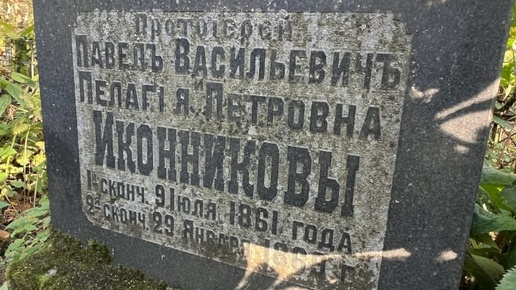 Протоіерей
Павелъ Васильевичъ
и
Пелагія Петровна
Иконниковы
1й сконч. 9 Іюля 1861 года
2я сконч. 29 Января